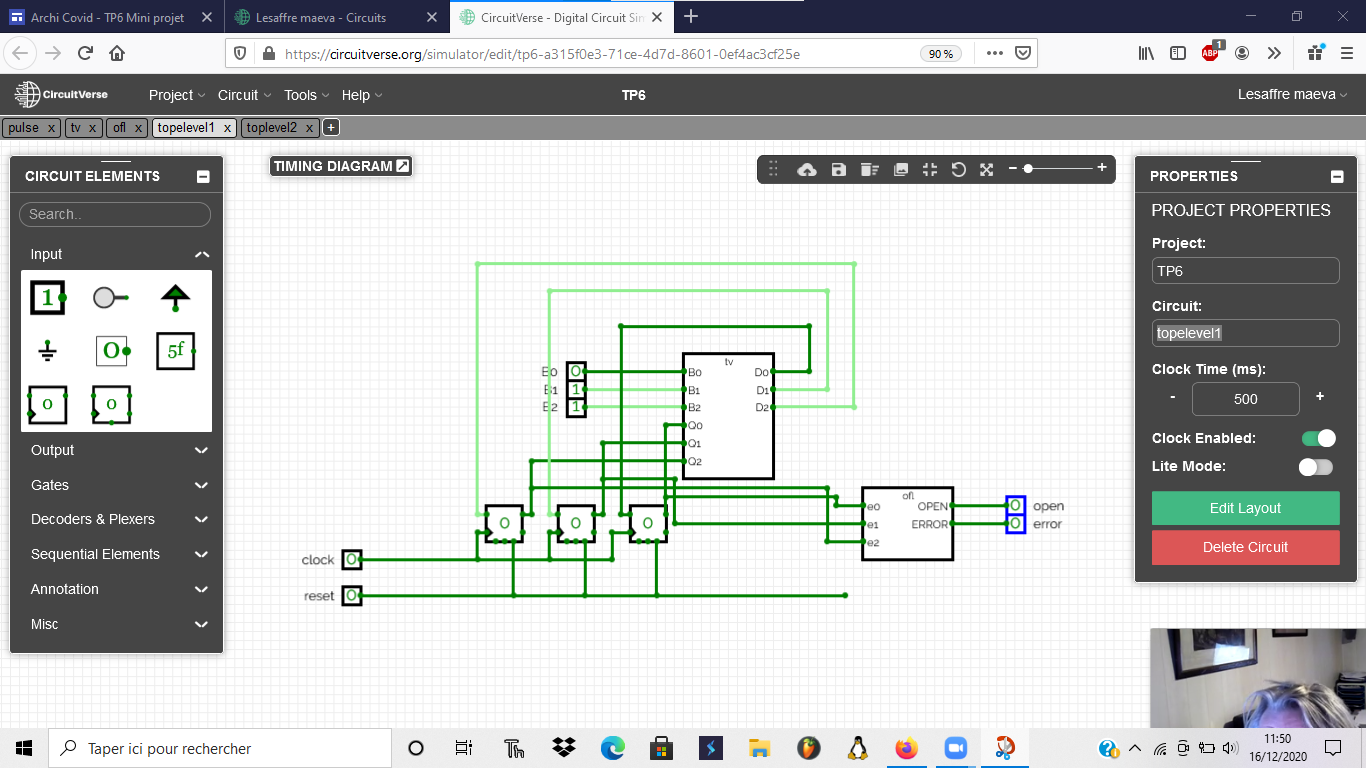 Archi Covid - TP6 Mini projet
Lesaffre maeva - Circuits
CircuitVerse - Digital Circuit Sim
https://circuitverse.org/simulator/edit/tp6-a315f0e3-71ce-4d7d-8601-0ef4ac3cf25e
90 %
ABP
1
CircuitVerse
Project
Circuit
Tools
Help
TP6
Lesaffre maeva
pulse x
tv x
ofl x
topelevel1 x
toplevel2 x
+
CIRCUIT ELEMENTS
Search..
Input
1
O
5f
0
0
Output
Gates
Decoders & Plexers
Sequential Elements
Annotation
Misc
TIMING DIAGRAM
PROPERTIES
PROJECT PROPERTIES
Project:
TP6
Circuit:
topelevel1
Clock Time (ms):
- 500 +
Clock Enabled:
Lite Mode:
Edit Layout
Delete Circuit
tv
B0 0 B0 D0
B1 1 B1 D1
B2 1 B2 D2
Q0
Q1
Q2
0 0 0
ofl
e0 OPEN 0 open
e1 ERROR 0 error
e2
clock 0
reset 0
Taper ici pour rechercher
11:50
16/12/2020